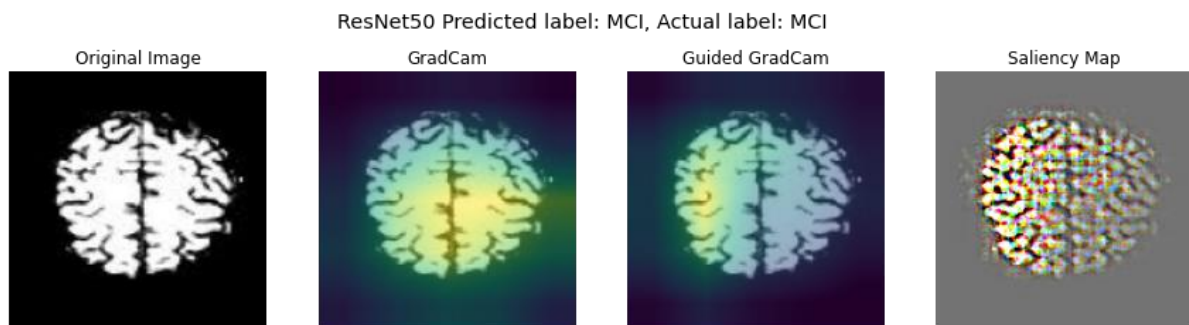 ResNet50 Predicted label: MCI, Actual label: MCI
Original Image
GradCam
Guided GradCam
Saliency Map